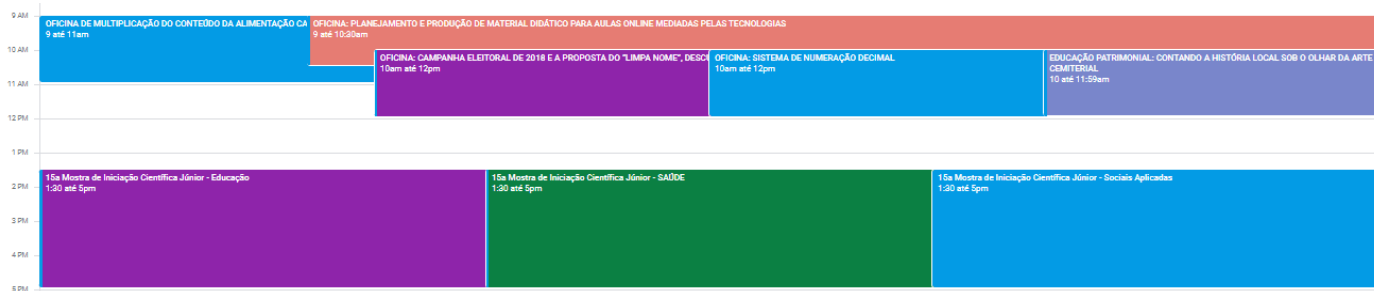 9 AM
OFICINA DE MULTIPLICAÇÃO DO CONTEÚDO DA ALIMENTAÇÃO CA
9 até 11am
OFICINA: PLANEJAMENTO E PRODUÇÃO DE MATERIAL DIDÁTICO PARA AULAS ONLINE MEDIADAS PELAS TECNOLOGIAS
9 até 10:30am
10 AM
OFICINA: CAMPANHA ELEITORAL DE 2018 E A PROPOSTA DO "LIMPA NOME", DESC
10am até 12pm
OFICINA: SISTEMA DE NUMERAÇÃO DECIMAL
10am até 12pm
EDUCAÇÃO PATRIMONIAL: CONTANDO A HISTÓRIA LOCAL SOB O OLHAR DA ARTE
CEMITERIAL
10 até 11:59am
11 AM
12 PM
1 PM
15a Mostra de Iniciação Científica Júnior - Educação
1:30 até 5pm
15a Mostra de Iniciação Científica Júnior - SAÚDE
1:30 até 5pm
15a Mostra de Iniciação Científica Júnior - Sociais Aplicadas
1:30 até 5pm
2 PM
3 PM
4 PM
5 PM